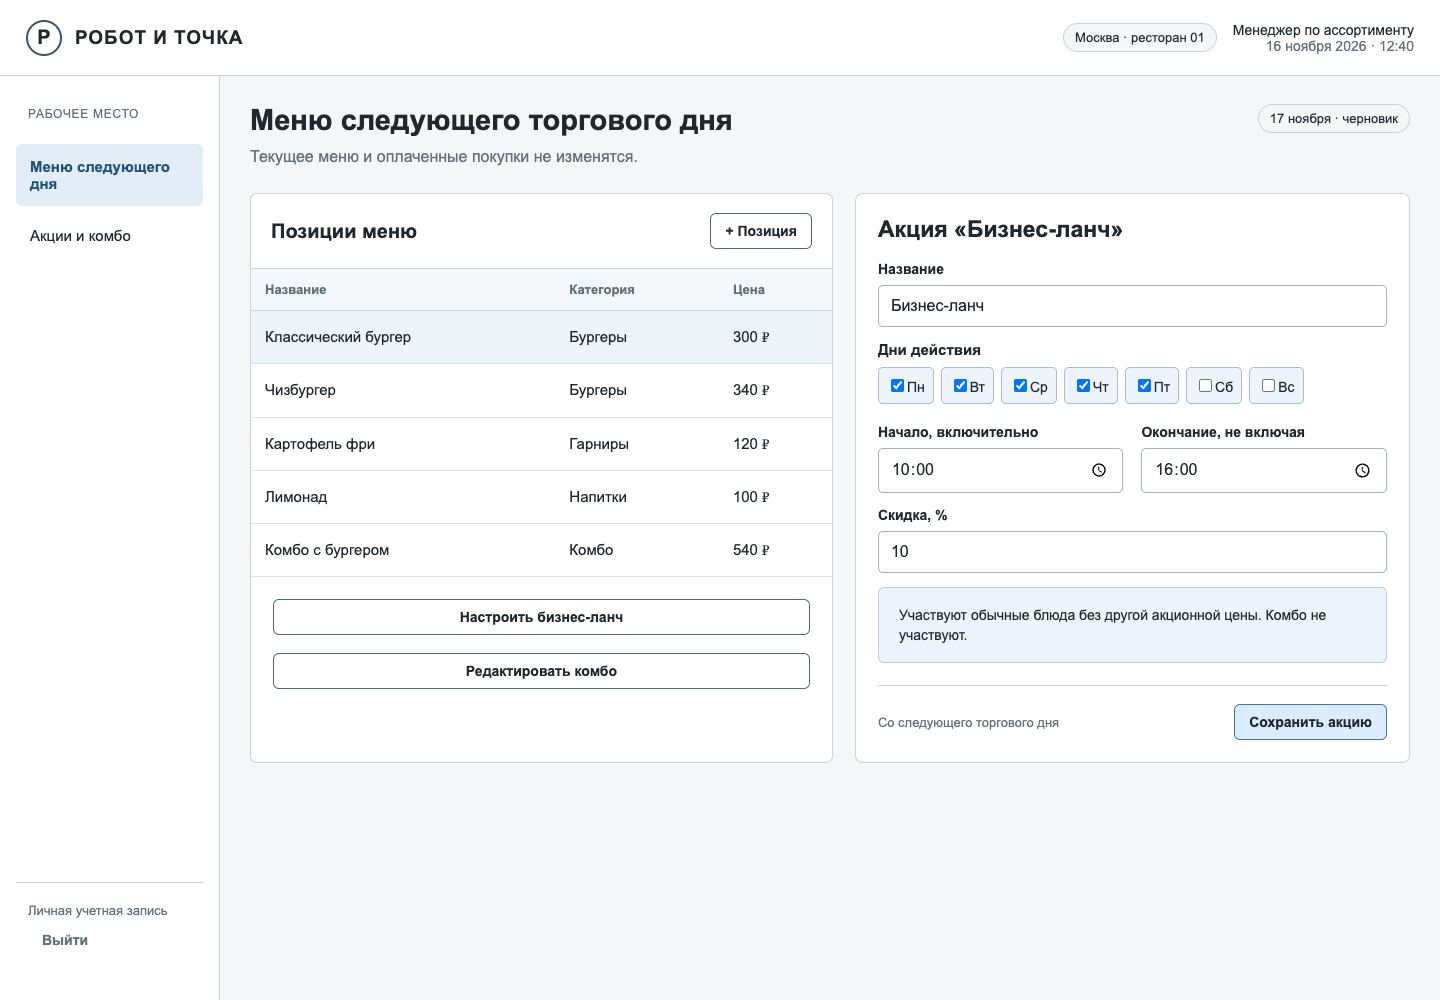 Р РОБОТ И ТОЧКА
Москва · ресторан 01
Менеджер по ассортименту
16 ноября 2026 · 12:40
РАБОЧЕЕ МЕСТО
Меню следующего
дня
Акции и комбо
Личная учетная запись
Выйти
Меню следующего торгового дня
17 ноября · черновик
Текущее меню и оплаченные покупки не изменятся.
Позиции меню
+ Позиция
Название Категория Цена
Классический бургер Бургеры 300 ₽
Чизбургер Бургеры 340 ₽
Картофель фри Гарниры 120 ₽
Лимонад Напитки 100 ₽
Комбо с бургером Комбо 540 ₽
Настроить бизнес-ланч
Редактировать комбо
Акция «Бизнес-ланч»
Название
Бизнес-ланч
Дни действия
Пн Вт Ср Чт Пт Сб Вс
Начало, включительно Окончание, не включая
10:00 16:00
Скидка, %
10
Участвуют обычные блюда без другой акционной цены. Комбо не
участвуют.
Со следующего торгового дня
Сохранить акцию